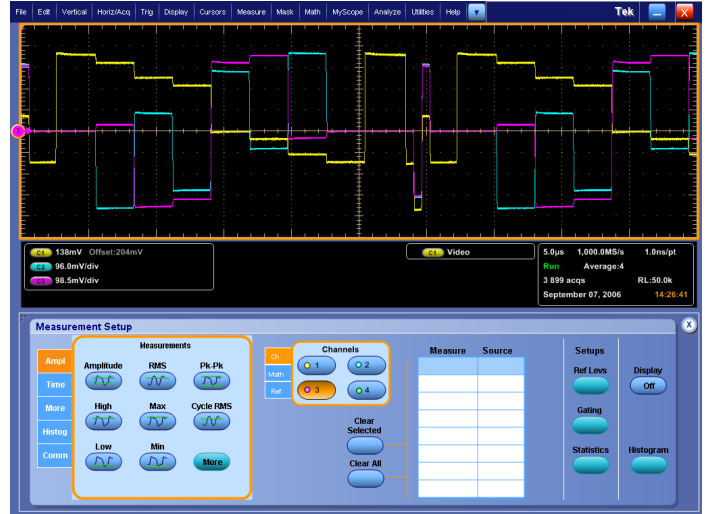 File Edit Vertical Horiz/Acq Trig Display Cursors Measure Mask Math MyScope Analyze Utilities Help Tek X
3
C1 138mV Offset:204mV
C2 96.0mV/div
C3 98.5mV/div
C1 Video
5.0µs 1,000.0MS/s 1.0ns/pt
Run Average:4
3 899 acqs RL:50.0k
September 07, 2006 14:26:41
Measurement Setup X
Ampl
Time
More
Histog
Comm
Measurements
Amplitude RMS Pk-Pk
High Max Cycle RMS
Low Min
More
Ch
Math
Ref
Channels
1 2
3 4
Clear
Selected
Clear All
Measure Source
Setups
Ref Levs
Gating
Statistics
Display
Off
Histogram